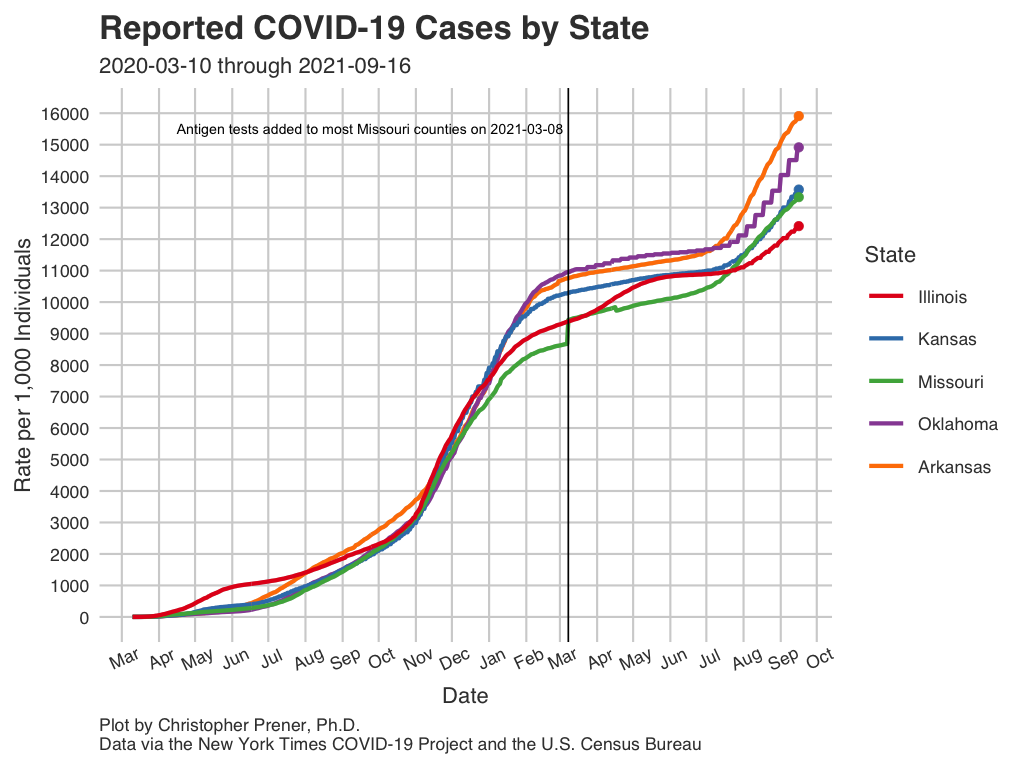 Reported COVID-19 Cases by State
2020-03-10 through 2021-09-16
Antigen tests added to most Missouri counties on 2021-03-08
Rate per 1,000 Individuals
16000
15000
14000
13000
12000
11000
10000
9000
8000
7000
6000
5000
4000
3000
2000
1000
0
Mar Apr May Jun Jul Aug Sep Oct Nov Dec Jan Feb Mar Apr May Jun Jul Aug Sep Oct
Date
State
Illinois
Kansas
Missouri
Oklahoma
Arkansas
Plot by Christopher Prener, Ph.D.
Data via the New York Times COVID-19 Project and the U.S. Census Bureau